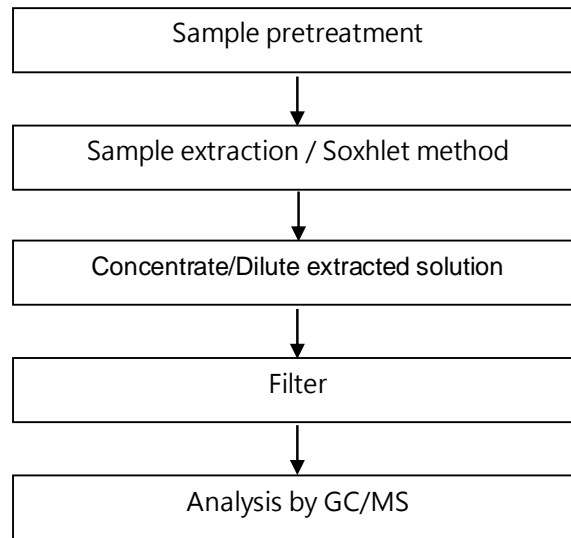 Sample pretreatment
Sample extraction / Soxhlet method
Concentrate/Dilute extracted solution
Filter
Analysis by GC/MS